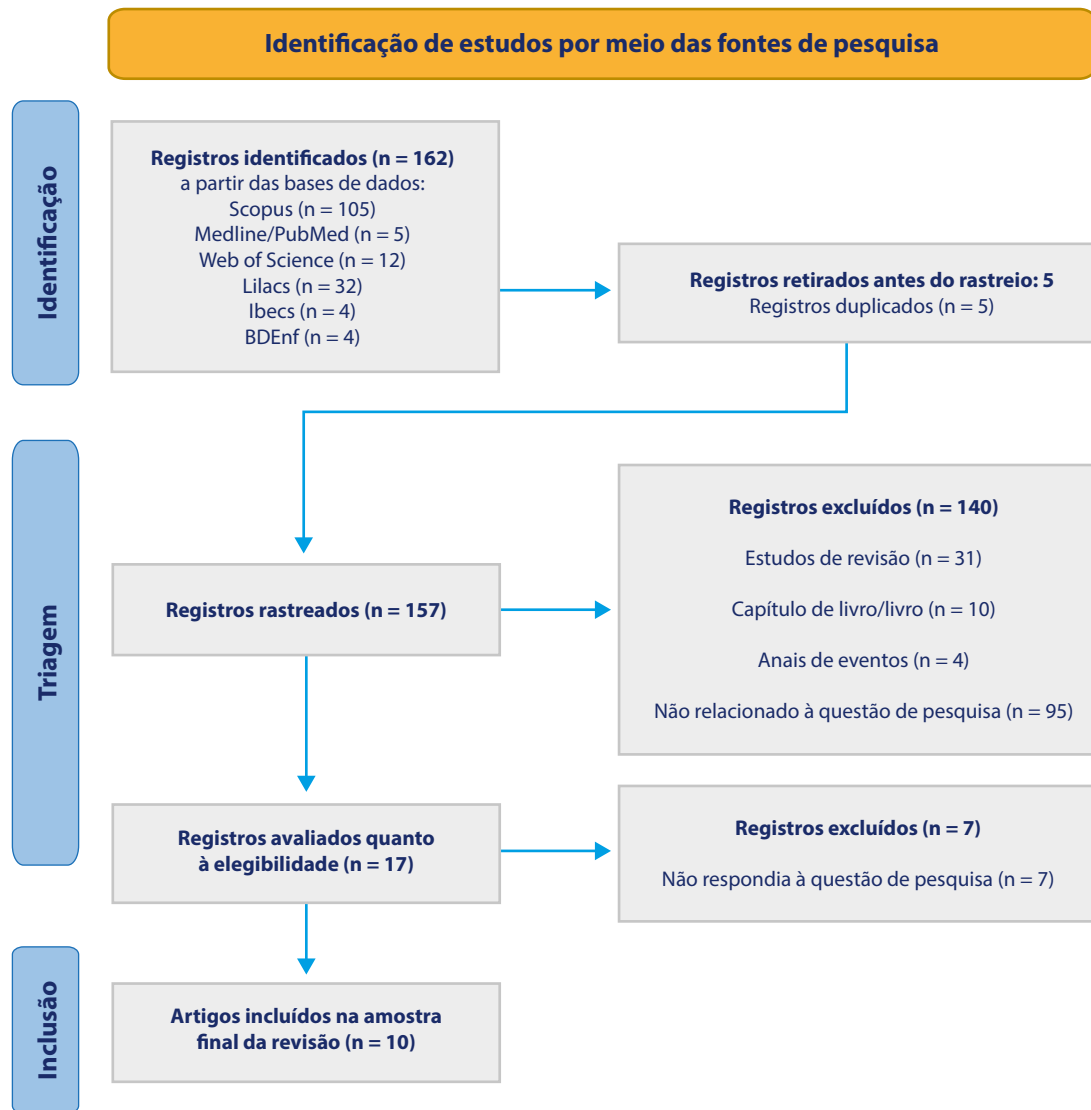 Identificação de estudos por meio das fontes de pesquisa
Identificação
Registros identificados (n = 162)
a partir das bases de dados:
Scopus (n = 105)
Medline/PubMed (n = 5)
Web of Science (n = 12)
Lilacs (n = 32)
Ibecs (n = 4)
BDEnf (n = 4)
Registros retirados antes do rastreio: 5
Registros duplicados (n = 5)
Triagem
Registros rastreados (n = 157)
Registros excluídos (n = 140)
Estudos de revisão (n = 31)
Capítulo de livro/livro (n = 10)
Anais de eventos (n = 4)
Não relacionado à questão de pesquisa (n = 95)
Registros avaliados quanto
à elegibilidade (n = 17)
Registros excluídos (n = 7)
Não respondia à questão de pesquisa (n = 7)
Inclusão
Artigos incluídos na amostra
final da revisão (n = 10)